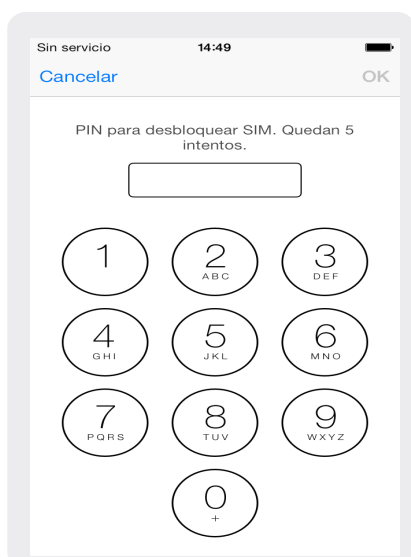 Sin servicio 14:49
Cancelar OK
PIN para desbloquear SIM. Quedan 5
intentos.
1 2 3
ABC DEF
4 5 6
GHI JKL MNO
7 8 9
PQRS TUV WXYZ
0
+